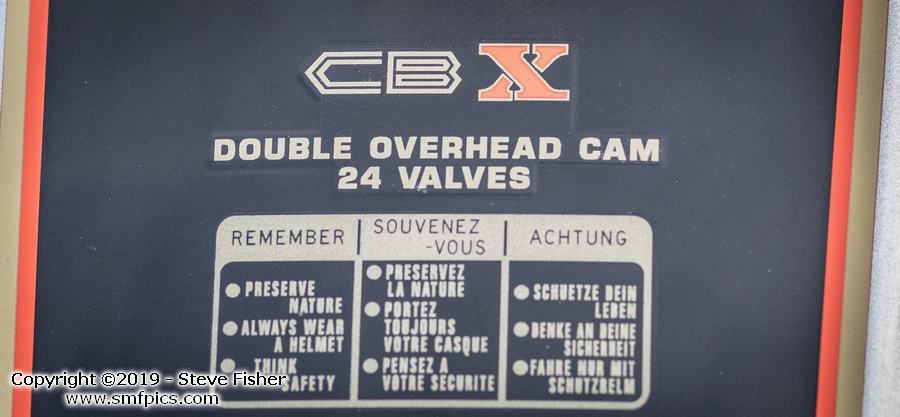 CBX
DOUBLE OVERHEAD CAM
24 VALVES
REMEMBER
PRESERVE
NATURE
ALWAYS WEAR
A HELMET
THINK
SAFETY
SOUVENEZ
-VOUS
PRESERVEZ
LA NATURE
PORTEZ
TOUJOURS
VOTRE CASQUE
PENSEZ A
VOTRE SECURITE
ACHTUNG
SCHUETZE DEIN
LEBEN
DENKE AN DEINE
SICHERHEIT
FAHRE NUR MIT
SCHUTZHELM
Copyright ©2019 - Steve Fisher
www.smfpics.com